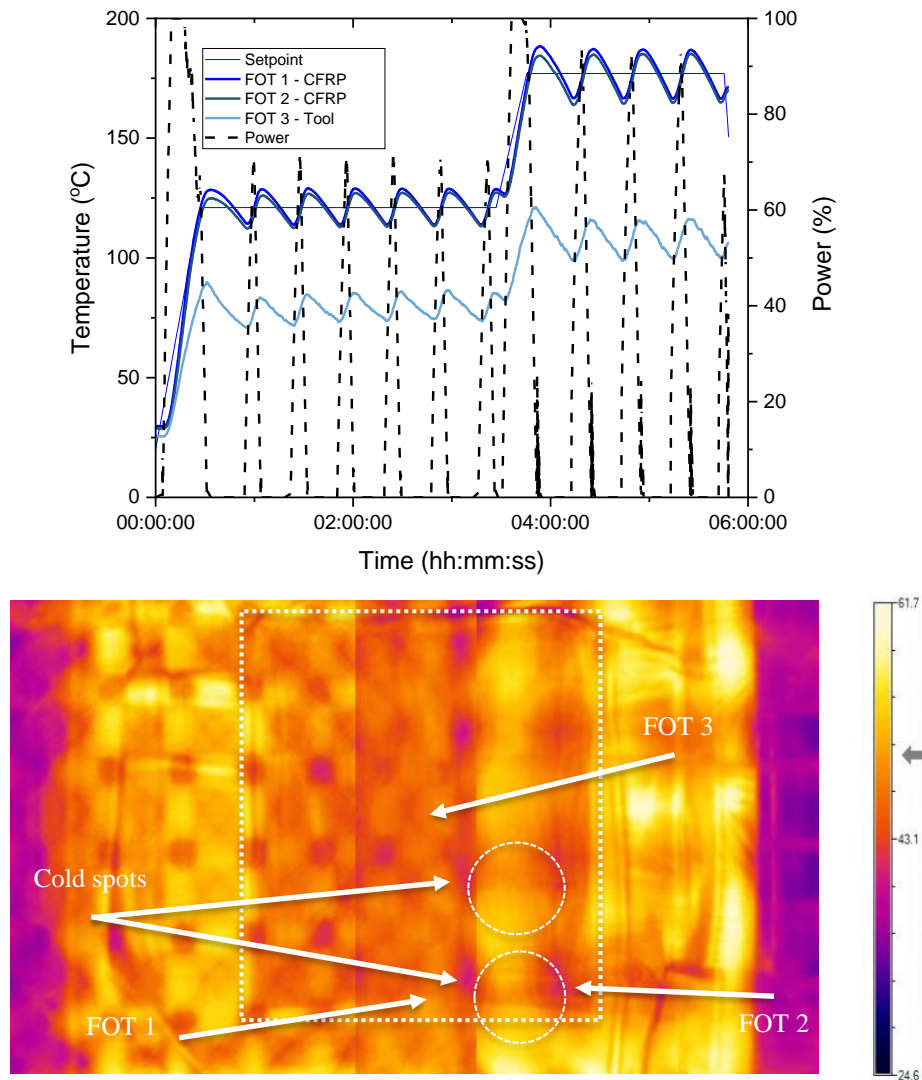 200
150
100
50
0
Temperature (ºC)
100
80
60
40
20
0
Power (%)
Setpoint
FOT 1 - CFRP
FOT 2 - CFRP
FOT 3 - Tool
Power
00:00:00
02:00:00
04:00:00
06:00:00
Time (hh:mm:ss)
FOT 3
Cold spots
FOT 1
FOT 2
61.7
43.1
24.6